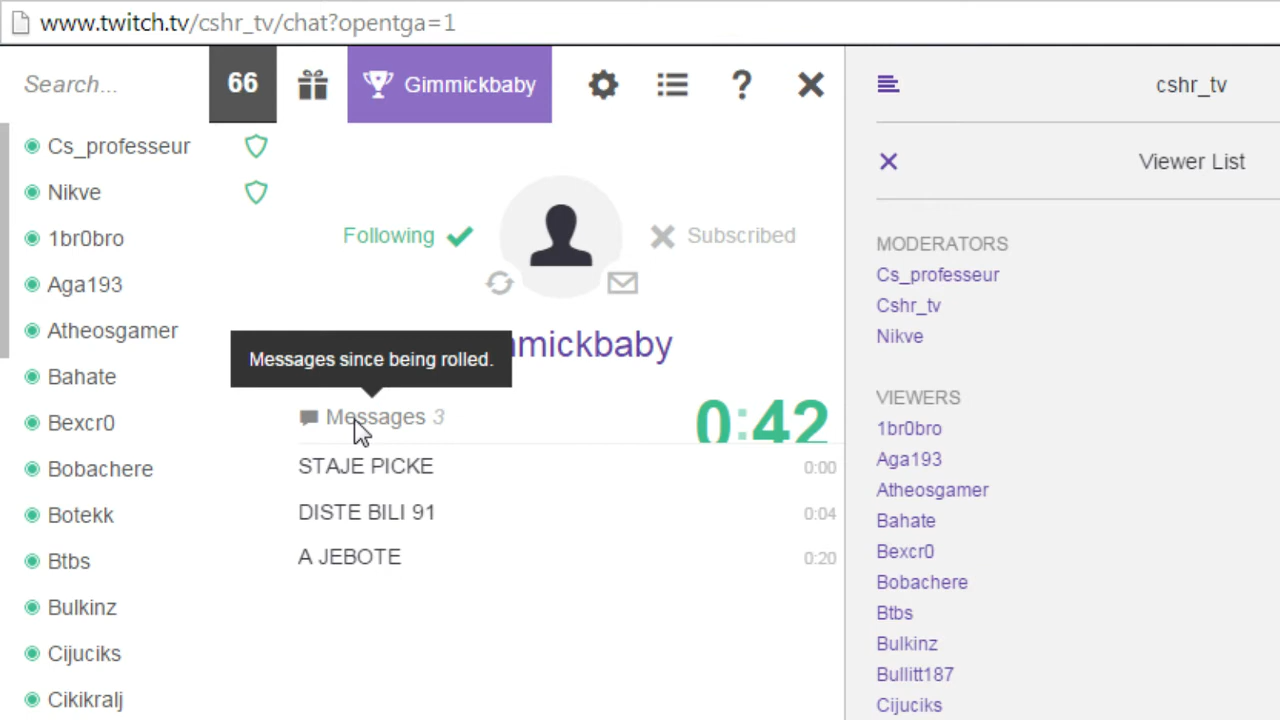 www.twitch.tv/cshr_tv/chat?opentga=1
Search...
66
Gimmickbaby
Cs_professeur
Nikve
1br0bro
Aga193
Atheosgamer
Bahate
Bexcr0
Bobachere
Botekk
Btbs
Bulkinz
Cijuciks
Cikikralj
Following
Subscribed
mmickbaby
Messages since being rolled.
Messages 3
0:42
STAJE PICKE 0:00
DISTE BILI 91 0:04
A JEBOTE 0:20
cshr_tv
Viewer List
MODERATORS
Cs_professeur
Cshr_tv
Nikve
VIEWERS
1br0bro
Aga193
Atheosgamer
Bahate
Bexcr0
Bobachere
Btbs
Bulkinz
Bullitt187
Cijuciks